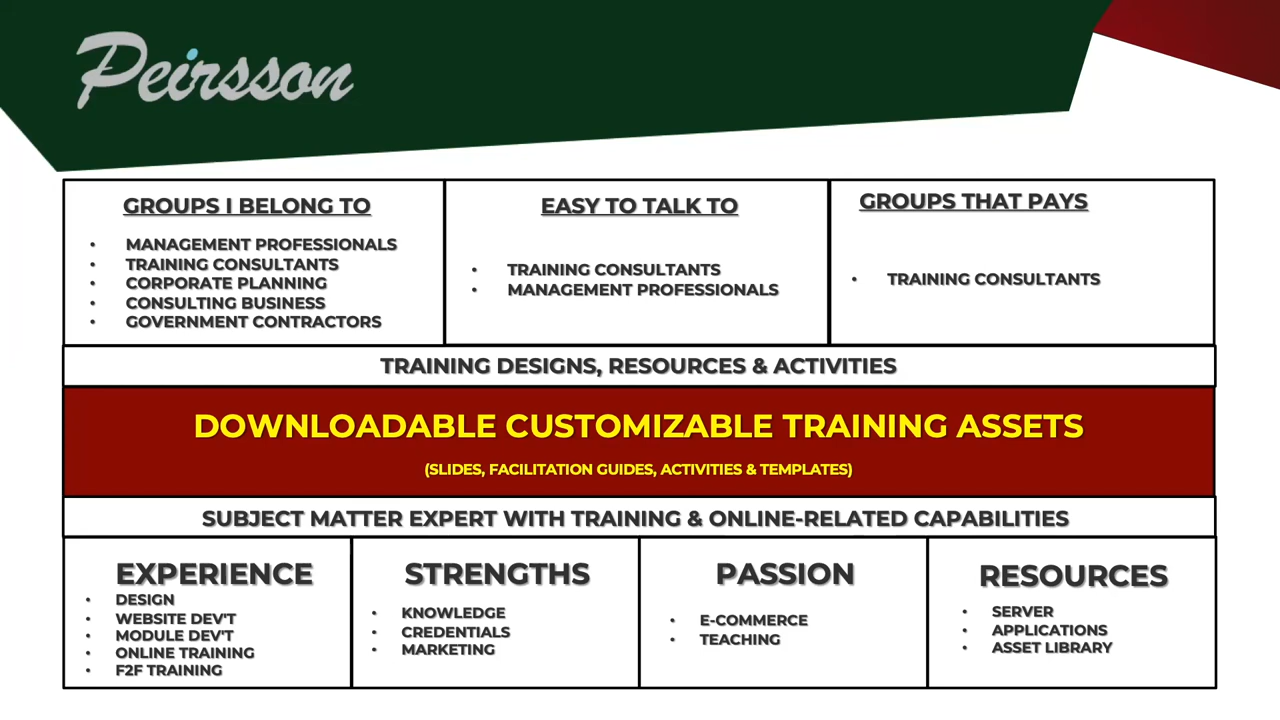 Peirsson
GROUPS I BELONG TO
• MANAGEMENT PROFESSIONALS
• TRAINING CONSULTANTS
• CORPORATE PLANNING
• CONSULTING BUSINESS
• GOVERNMENT CONTRACTORS
EASY TO TALK TO
• TRAINING CONSULTANTS
• MANAGEMENT PROFESSIONALS
GROUPS THAT PAYS
• TRAINING CONSULTANTS
TRAINING DESIGNS, RESOURCES & ACTIVITIES
DOWNLOADABLE CUSTOMIZABLE TRAINING ASSETS
(SLIDES, FACILITATION GUIDES, ACTIVITIES & TEMPLATES)
SUBJECT MATTER EXPERT WITH TRAINING & ONLINE-RELATED CAPABILITIES
EXPERIENCE
• DESIGN
• WEBSITE DEV'T
• MODULE DEV'T
• ONLINE TRAINING
• F2F TRAINING
STRENGTHS
• KNOWLEDGE
• CREDENTIALS
• MARKETING
PASSION
• E-COMMERCE
• TEACHING
RESOURCES
• SERVER
• APPLICATIONS
• ASSET LIBRARY